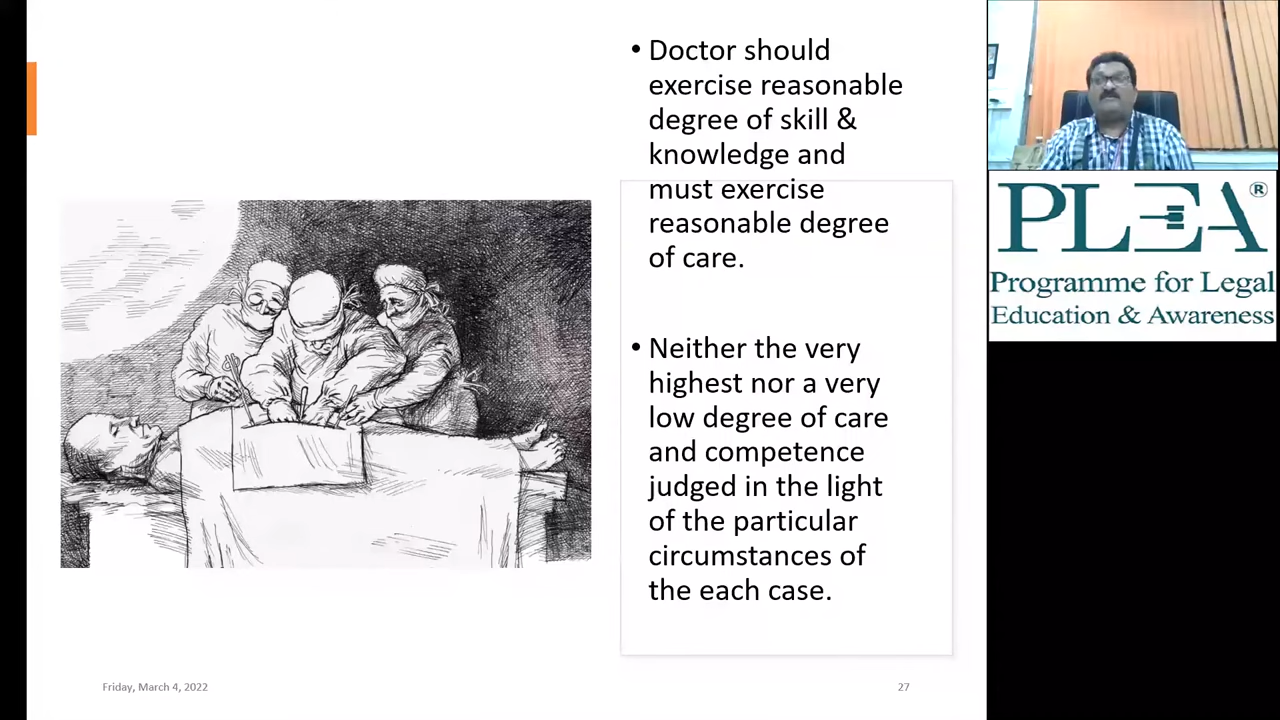 • Doctor should
exercise reasonable
degree of skill &
knowledge and
must exercise
reasonable degree
of care.
• Neither the very
highest nor a very
low degree of care
and competence
judged in the light
of the particular
circumstances of
the each case.
Friday, March 4, 2022
27
PLEA®
Programme for Legal
Education & Awareness